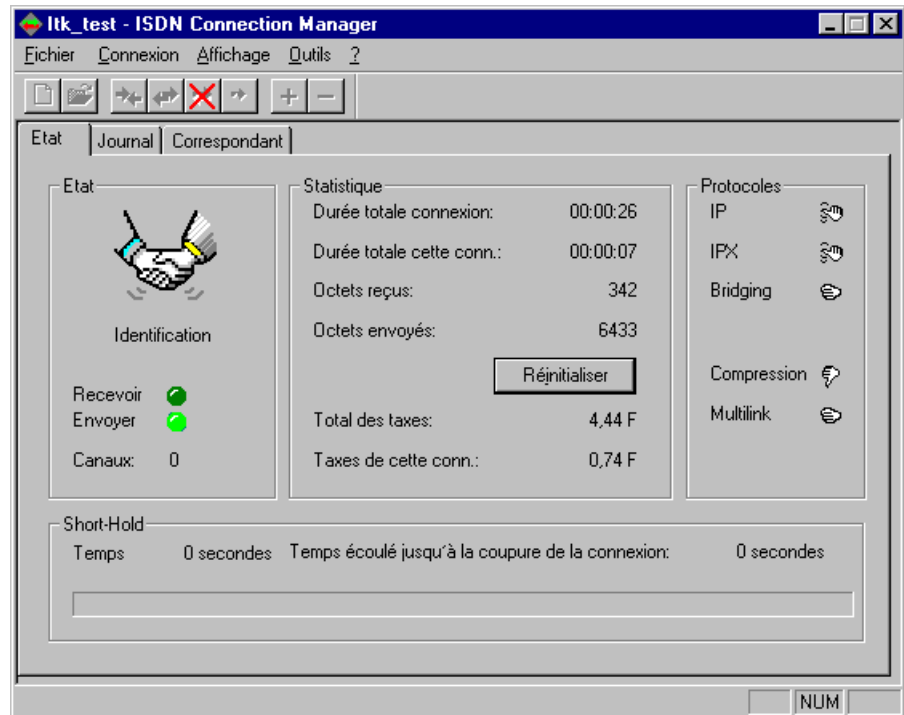 ltk_test - ISDN Connection Manager
Fichier Connexion Affichage Outils ?
Etat Journal Correspondant
Etat
Identification
Recevoir
Envoyer
Canaux: 0
Statistique
Durée totale connexion: 00:00:26
Durée totale cette conn.: 00:00:07
Octets reçus: 342
Octets envoyés: 6433
Réinitialiser
Total des taxes: 4,44 F
Taxes de cette conn.: 0,74 F
Protocoles
IP
IPX
Bridging
Compression
Multilink
Short-Hold
Temps 0 secondes Temps écoulé jusqu´à la coupure de la connexion: 0 secondes
NUM